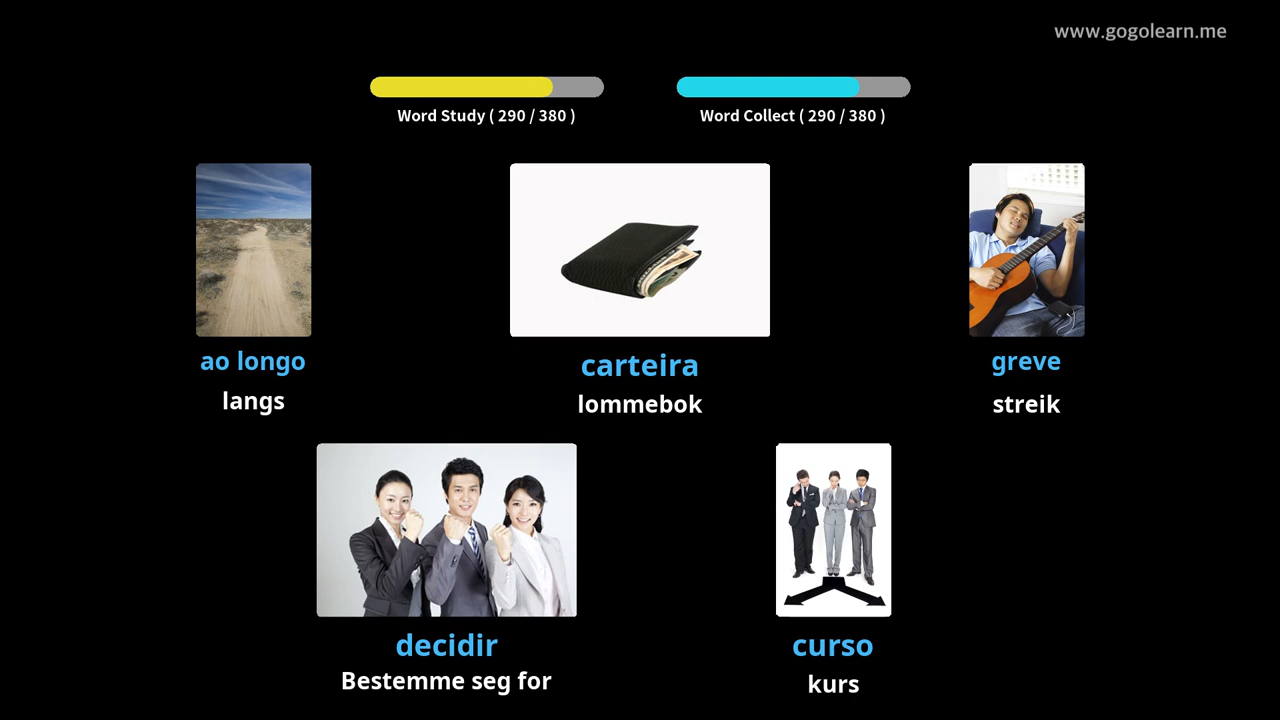 www.gogolearn.me
Word Study ( 290 / 380 )
Word Collect ( 290 / 380 )
ao longo
langs
carteira
lommebok
greve
streik
decidir
Bestemme seg for
curso
kurs